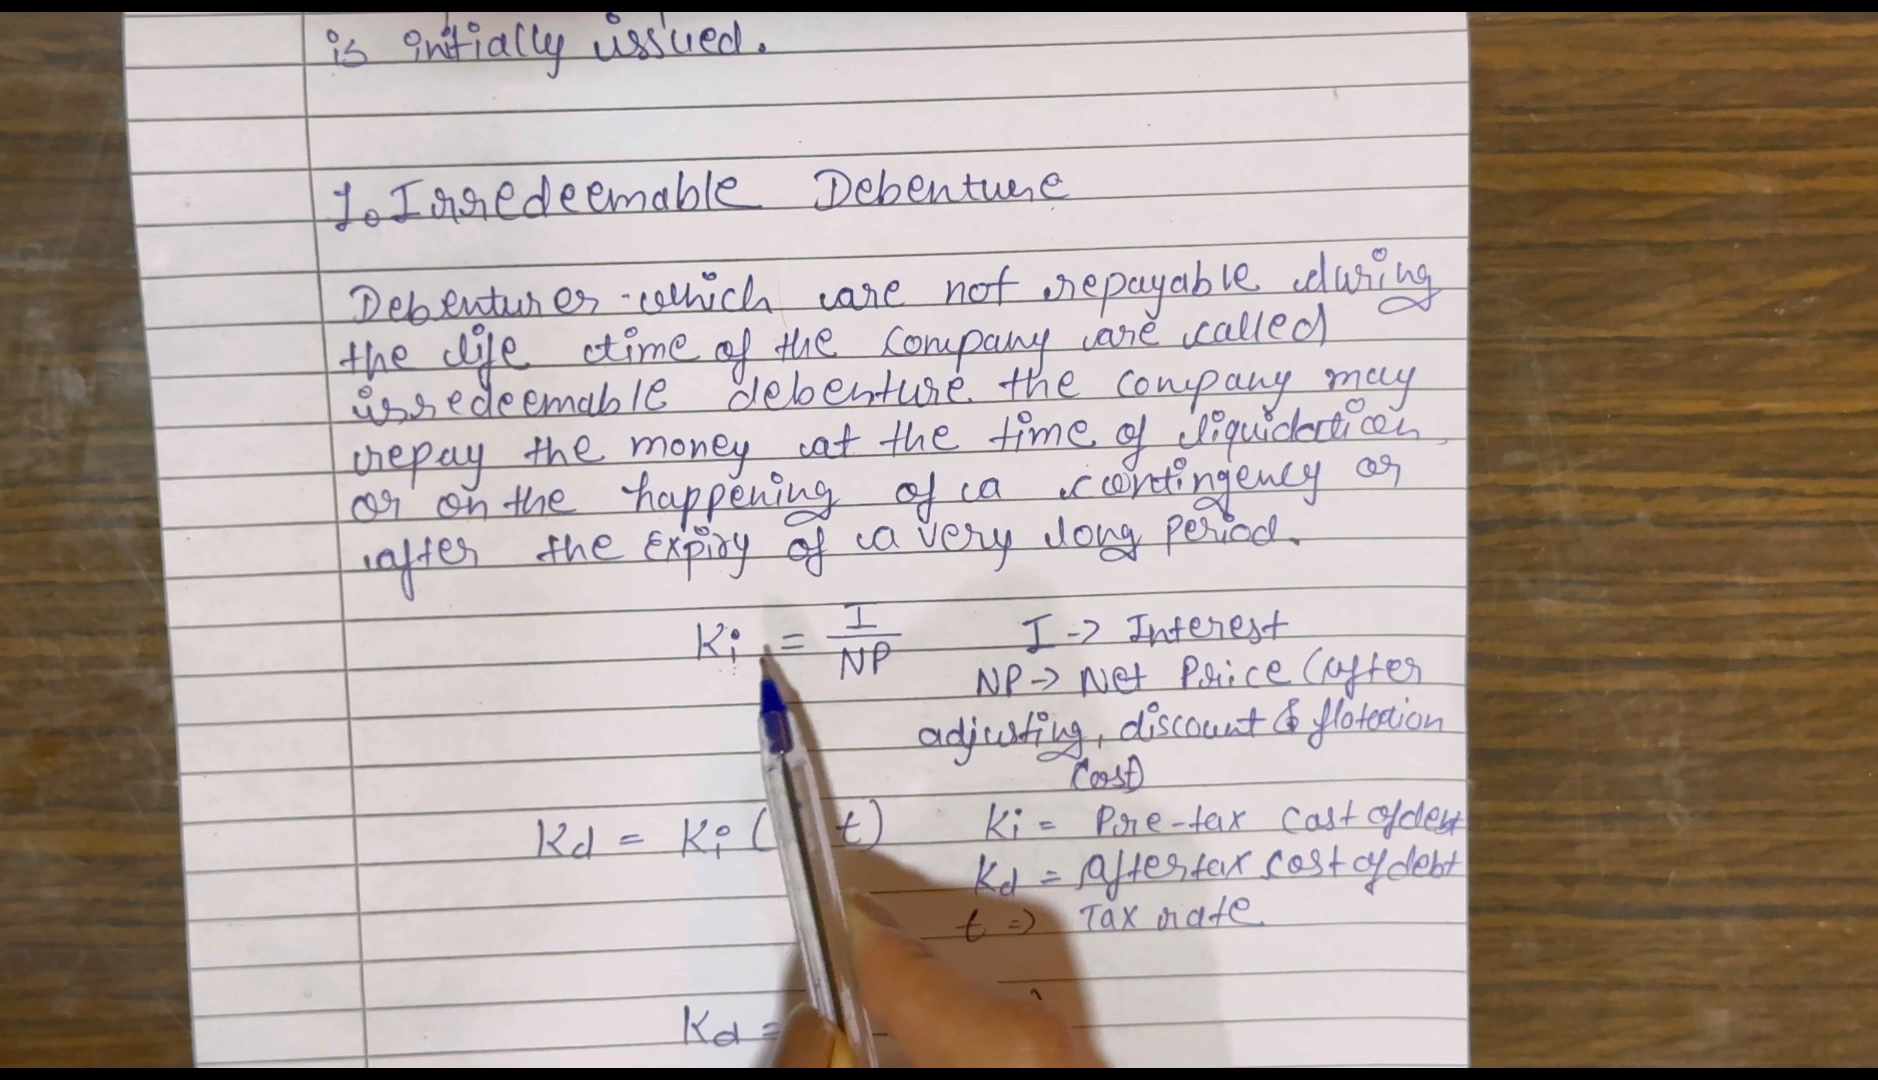 is initially issued.
1. Irredeemable Debenture
Debentures which are not repayable during
the life time of the company are called
irredeemable debenture. the company may
repay the money at the time of liquidation
or on the happening of a contingency or
after the expiry of a very long period.
Ki = I / NP
I -> Interest
NP -> Net Price (after
adjusting, discount & flotation
cost)
Kd = Ki ( t)
Ki = Pre-tax cost of debt
Kd = After tax cost of debt
t => Tax rate
Kd =